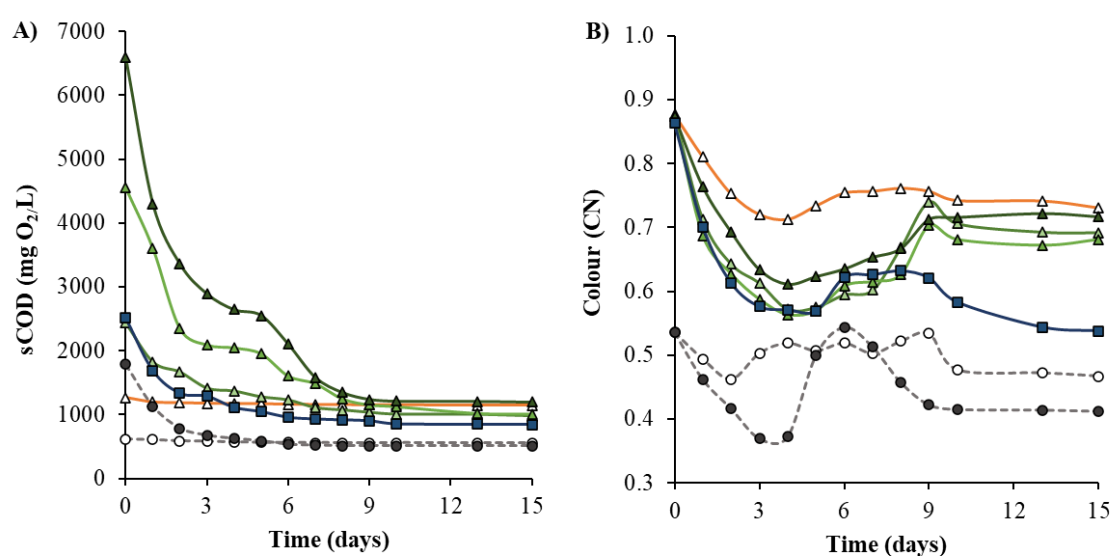 A)
7000
6000
5000
4000
3000
2000
1000
0
sCOD (mg O2/L)
0 3 6 9 12 15
Time (days)
B)
1.0
0.9
0.8
0.7
0.6
0.5
0.4
0.3
Colour (CN)
0 3 6 9 12 15
Time (days)